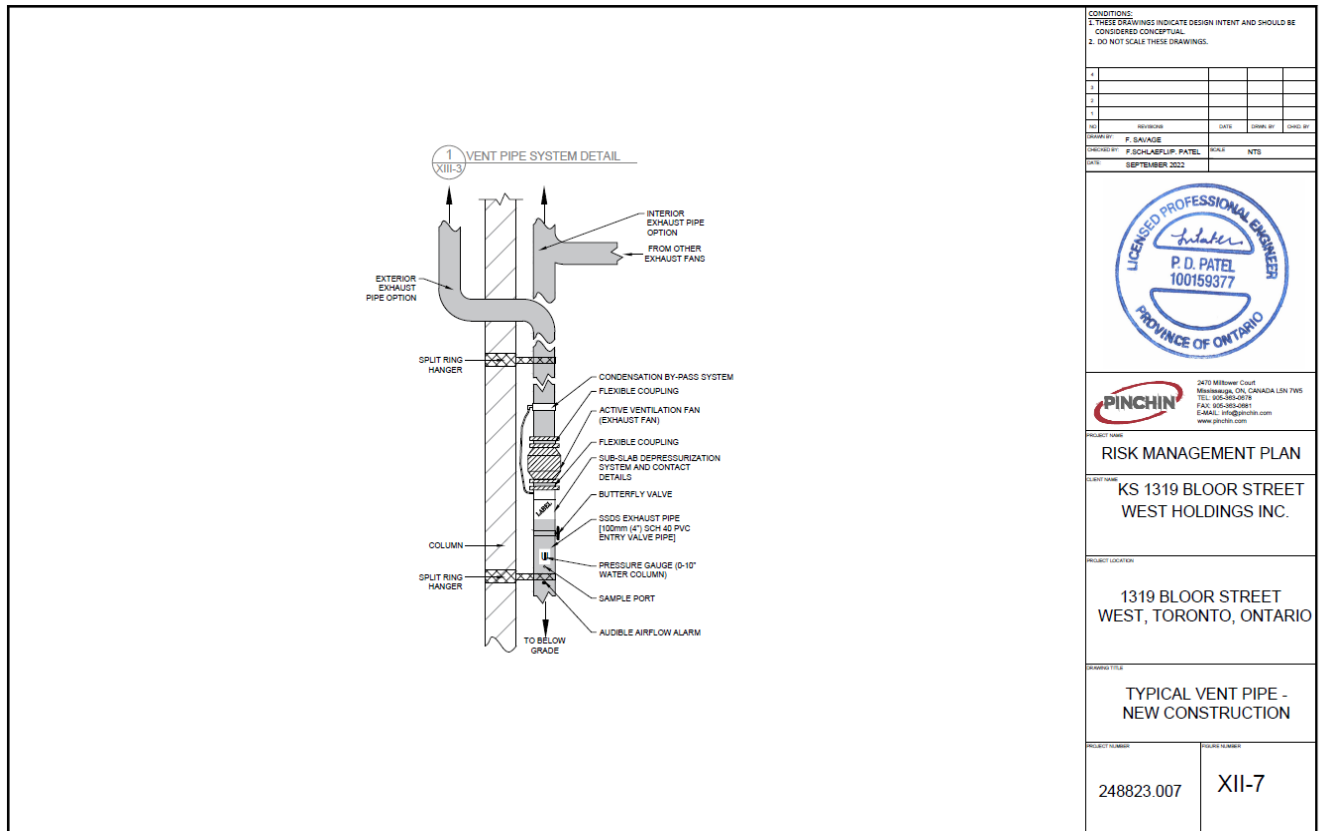 CONDITIONS:
1. THESE DRAWINGS INDICATE DESIGN INTENT AND SHOULD BE
CONSIDERED CONCEPTUAL.
2. DO NOT SCALE THESE DRAWINGS.
4
3
2
1
NO REVISIONS DATE DRWN. BY CHKD. BY
DRAWN BY: F. SAVAGE
CHECKED BY: F.SCHLAEFLI/P. PATEL SCALE NTS
DATE: SEPTEMBER 2022
LICENSED PROFESSIONAL ENGINEER
P. D. PATEL
100159377
PROVINCE OF ONTARIO
PINCHIN
2470 Milltower Court
Mississauga, ON, CANADA L5N 7W5
TEL: 905-363-0678
FAX: 905-363-0681
E-MAIL: info@pinchin.com
www.pinchin.com
PROJECT NAME
RISK MANAGEMENT PLAN
CLIENT NAME
KS 1319 BLOOR STREET
WEST HOLDINGS INC.
PROJECT LOCATION
1319 BLOOR STREET
WEST, TORONTO, ONTARIO
DRAWING TITLE
TYPICAL VENT PIPE -
NEW CONSTRUCTION
PROJECT NUMBER
248823.007
FIGURE NUMBER
XII-7
1
XIII-3
VENT PIPE SYSTEM DETAIL
INTERIOR
EXHAUST PIPE
OPTION
FROM OTHER
EXHAUST FANS
EXTERIOR
EXHAUST
PIPE OPTION
SPLIT RING
HANGER
CONDENSATION BY-PASS SYSTEM
FLEXIBLE COUPLING
ACTIVE VENTILATION FAN
(EXHAUST FAN)
FLEXIBLE COUPLING
SUB-SLAB DEPRESSURIZATION
SYSTEM AND CONTACT
DETAILS
LABEL
BUTTERFLY VALVE
SSDS EXHAUST PIPE
[100mm (4") SCH 40 PVC
ENTRY VALVE PIPE]
COLUMN
PRESSURE GAUGE (0-10"
WATER COLUMN)
SPLIT RING
HANGER
SAMPLE PORT
AUDIBLE AIRFLOW ALARM
TO BELOW
GRADE